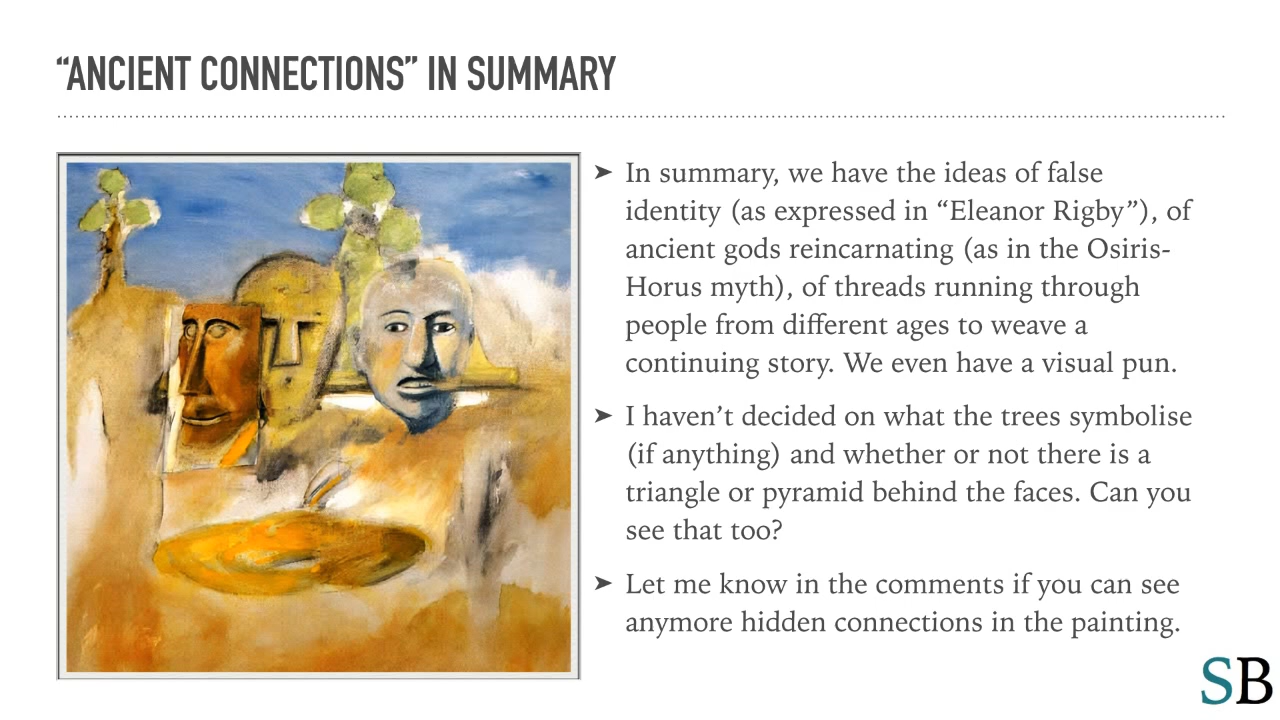 “ANCIENT CONNECTIONS” IN SUMMARY
➤ In summary, we have the ideas of false
identity (as expressed in “Eleanor Rigby”), of
ancient gods reincarnating (as in the Osiris-
Horus myth), of threads running through
people from different ages to weave a
continuing story. We even have a visual pun.
➤ I haven’t decided on what the trees symbolise
(if anything) and whether or not there is a
triangle or pyramid behind the faces. Can you
see that too?
➤ Let me know in the comments if you can see
anymore hidden connections in the painting.
SB